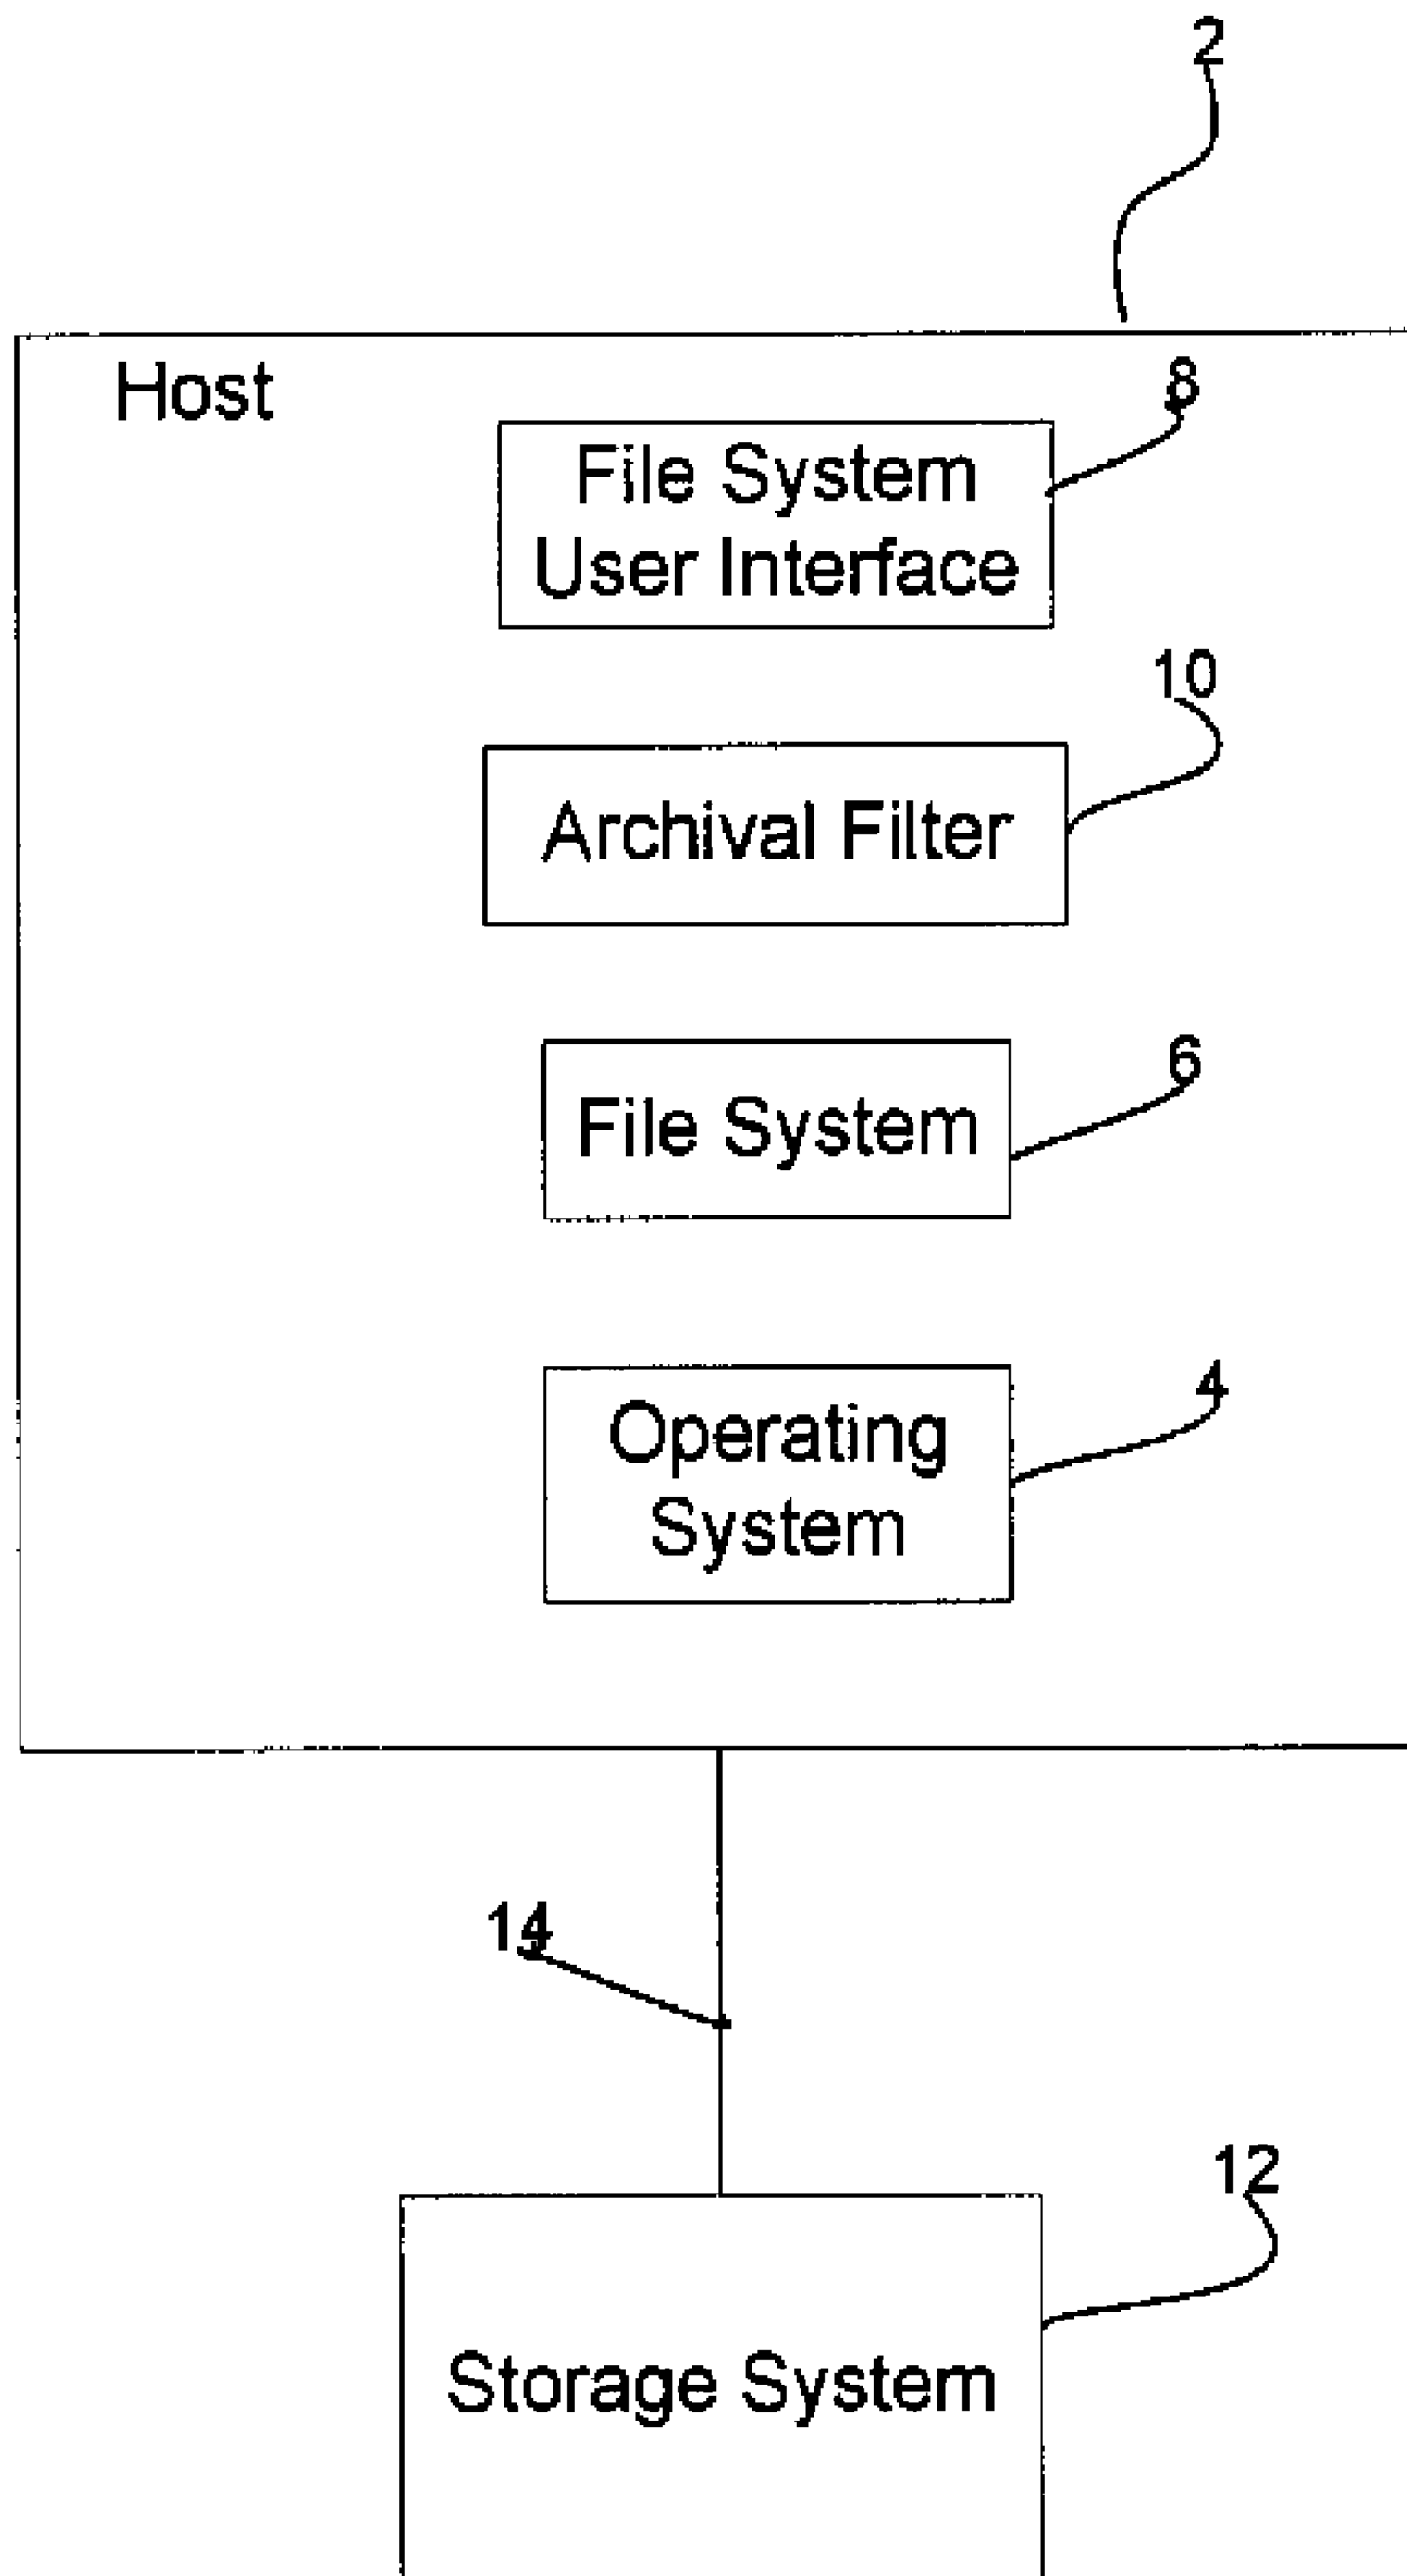 2
Host
8
File System
User Interface
10
Archival Filter
6
File System
4
Operating
System
14
12
Storage System